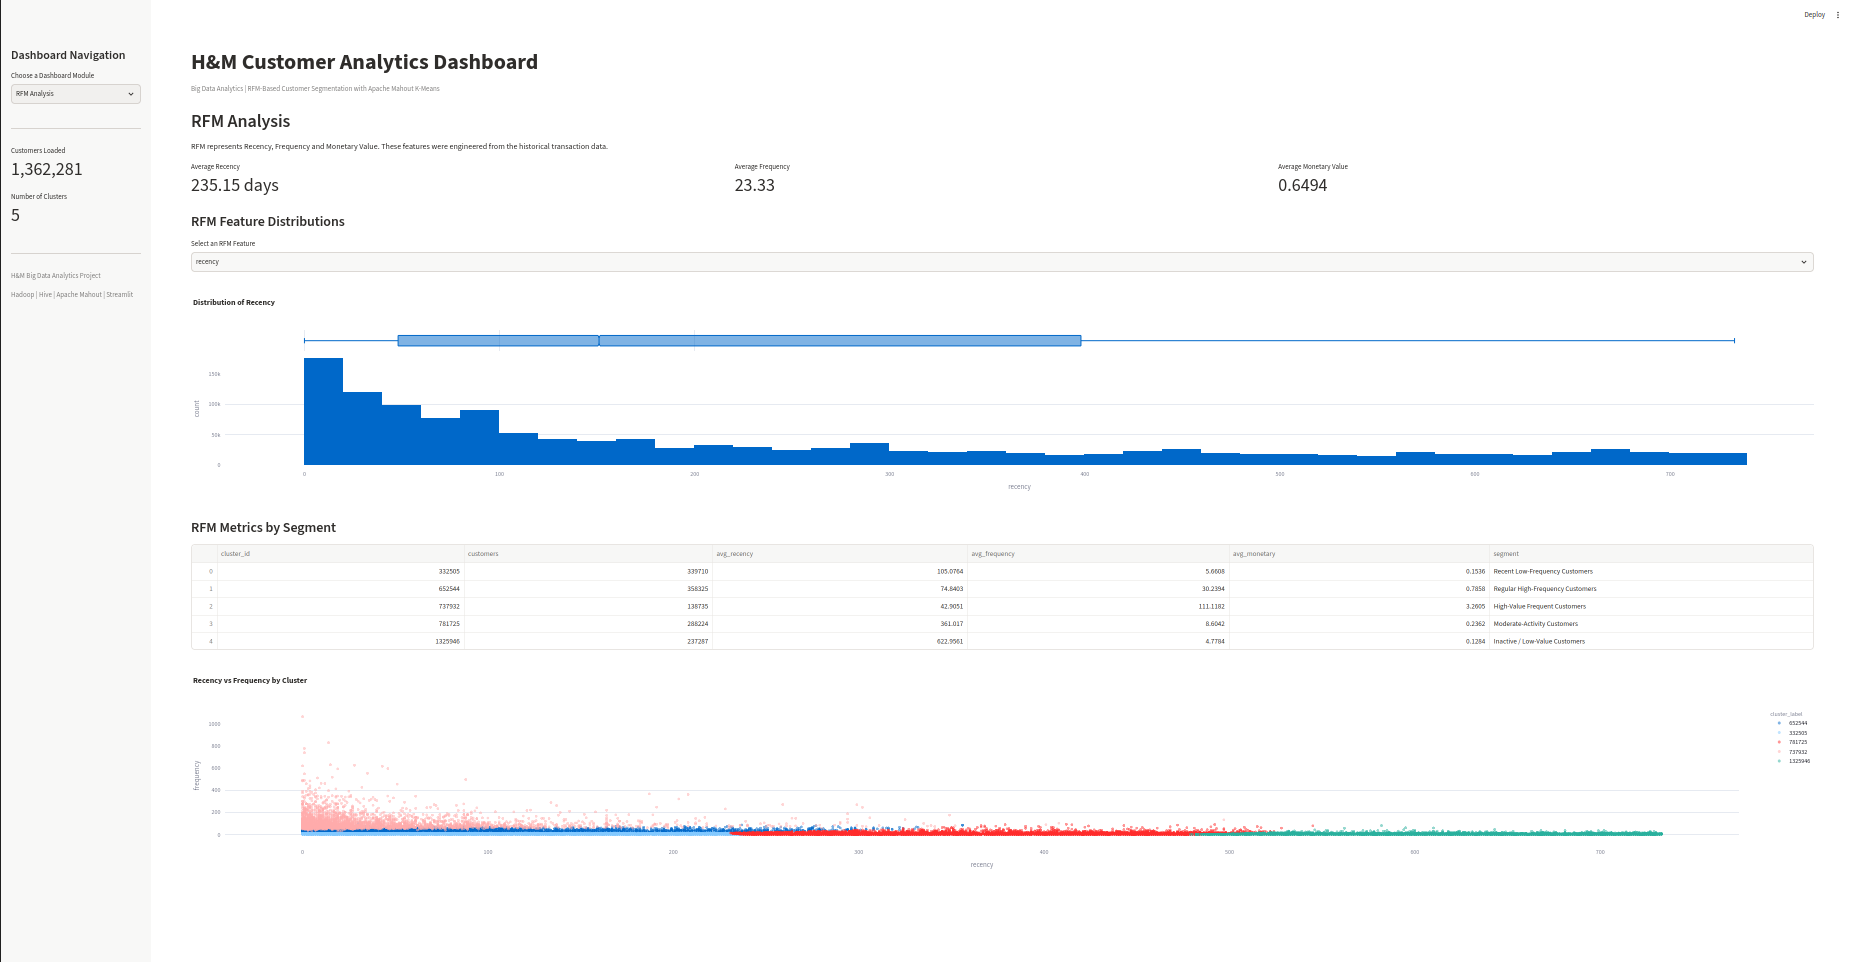 Deploy
Dashboard Navigation
Choose a Dashboard Module
RFM Analysis
Customers Loaded
1,362,281
Number of Clusters
5
H&M Big Data Analytics Project
Hadoop | Hive | Apache Mahout | Streamlit
H&M Customer Analytics Dashboard
Big Data Analytics | RFM-Based Customer Segmentation with Apache Mahout K-Means
RFM Analysis
RFM represents Recency, Frequency and Monetary Value. These features were engineered from the historical transaction data.
Average Recency Average Frequency Average Monetary Value
235.15 days 23.33 0.6494
RFM Feature Distributions
Select an RFM Feature
recency
Distribution of Recency
150k
100k
50k
0
count
0 100 200 300 400 500 600 700
recency
RFM Metrics by Segment
cluster_id customers avg_recency avg_frequency avg_monetary segment
0 332505 339710 105.0764 5.6608 0.1536 Recent Low-Frequency Customers
1 652544 358325 74.8403 30.2394 0.7858 Regular High-Frequency Customers
2 737932 138735 42.9051 111.1182 3.2605 High-Value Frequent Customers
3 781725 288224 361.017 8.6042 0.2362 Moderate-Activity Customers
4 1325946 237287 622.9561 4.7784 0.1284 Inactive / Low-Value Customers
Recency vs Frequency by Cluster
1000
800
600
400
200
0
frequency
0 100 200 300 400 500 600 700
recency
cluster_label
652544
332505
781725
737932
1325946